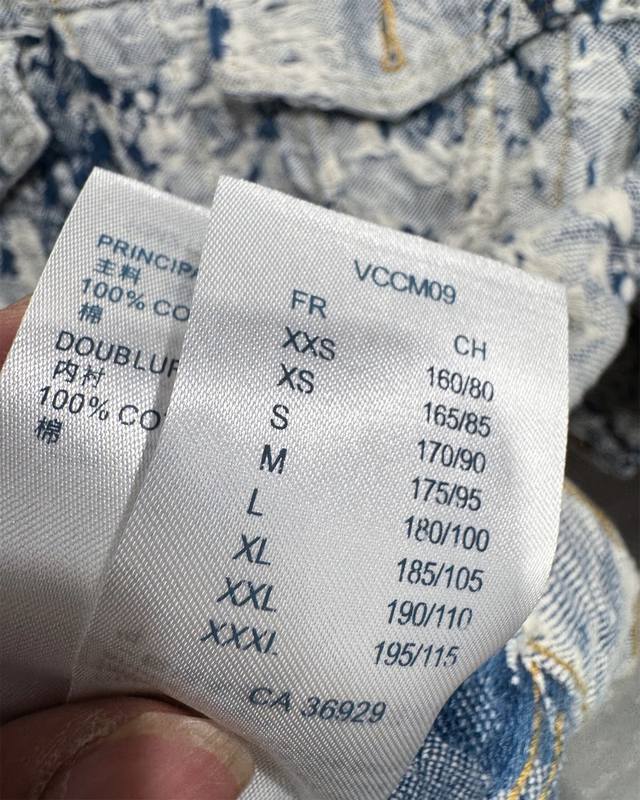 PRINCIPA
主料
100% CO
棉
DOUBLUR
内衬
100% CO
棉
VCCM09
FR CH
XXS 160/80
XS 165/85
S 170/90
M 175/95
L 180/100
XL 185/105
XXL 190/110
XXXL 195/115
CA 36929